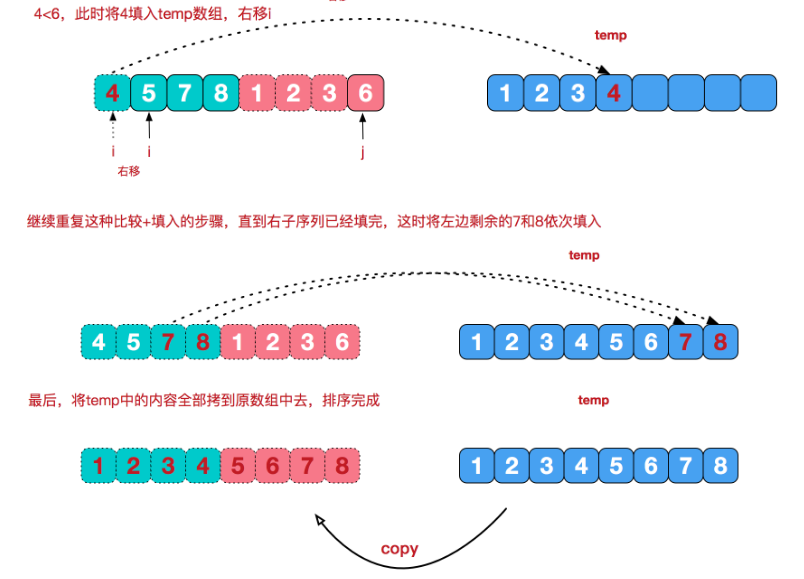 4<6，此时将4填入temp数组，右移i
temp
4 5 7 8 1 2 3 6
1 2 3 4
i i j
右移
继续重复这种比较+填入的步骤，直到右子序列已经填完，这时将左边剩余的7和8依次填入
temp
4 5 7 8 1 2 3 6
1 2 3 4 5 6 7 8
最后，将temp中的内容全部拷到原数组中去，排序完成
temp
1 2 3 4 5 6 7 8
1 2 3 4 5 6 7 8
copy